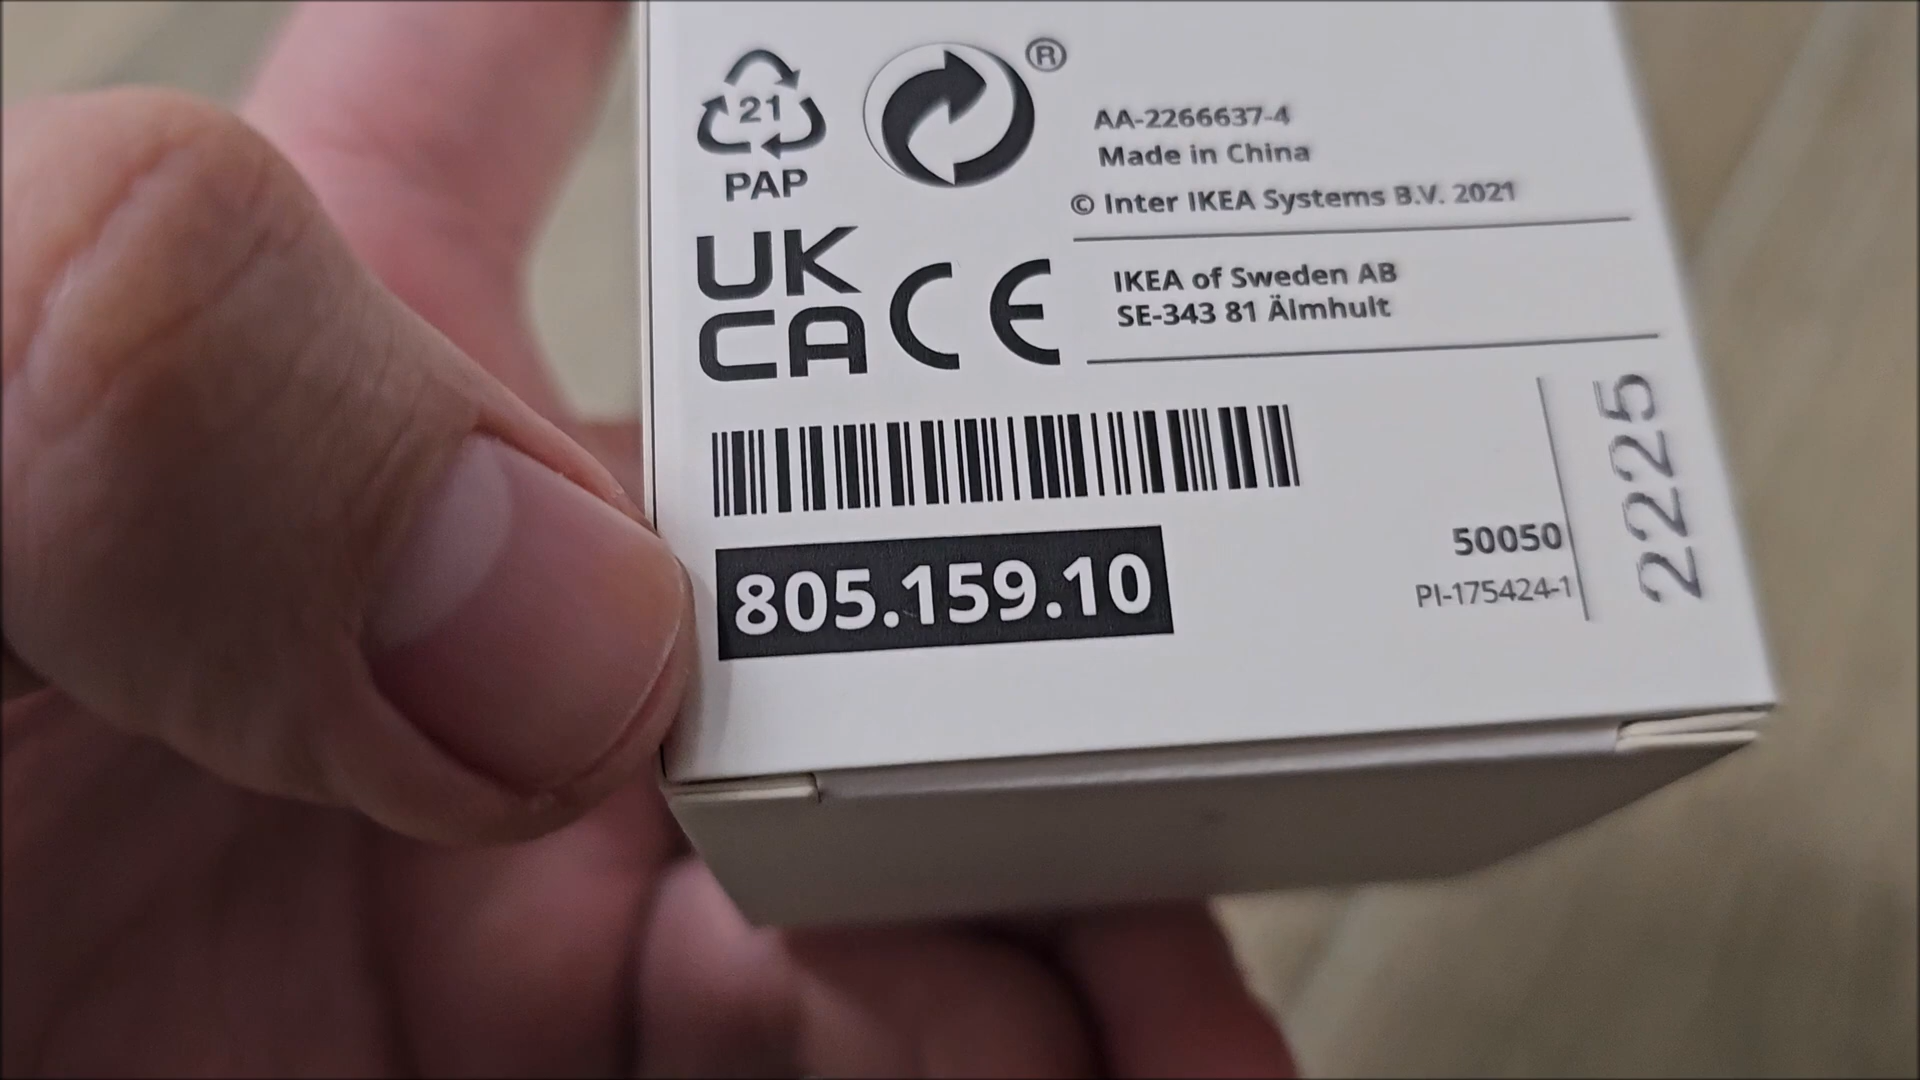 21
PAP
®
AA-2266637-4
Made in China
© Inter IKEA Systems B.V. 2021
UK
CA CE
IKEA of Sweden AB
SE-343 81 Älmhult
805.159.10
50050
PI-175424-1
2225